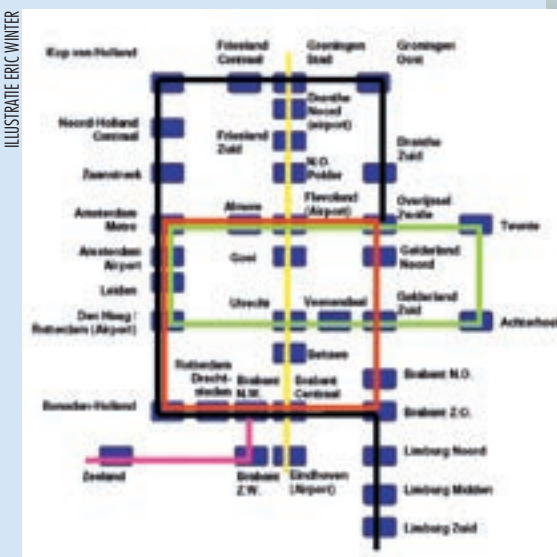 ILLUSTRATIE ERIC WINTER
Kop van Holland
Friesland
Centraal
Groningen
Stad
Groningen
Oost
Noord-Holland
Centraal
Drenthe
Noord
(airport)
Friesland
Zuid
Drenthe
Zuid
Zaanstreek
N.O.
Polder
Amsterdam
Metro
Almere
Flevoland
(Airport)
Overijssel
Zwolle
Twente
Amsterdam
Airport
Gooi
Gelderland
Noord
Leiden
Den Haag /
Rotterdam (Airport)
Utrecht
Veenendaal
Gelderland
Zuid
Achterhoek
Betuwe
Rotterdam
Drecht-
steden
Brabant
N.W.
Brabant
Centraal
Brabant N.O.
Beneden-Holland
Brabant Z.O.
Zeeland
Brabant
Z.W.
Eindhoven
(Airport)
Limburg Noord
Limburg Midden
Limburg Zuid